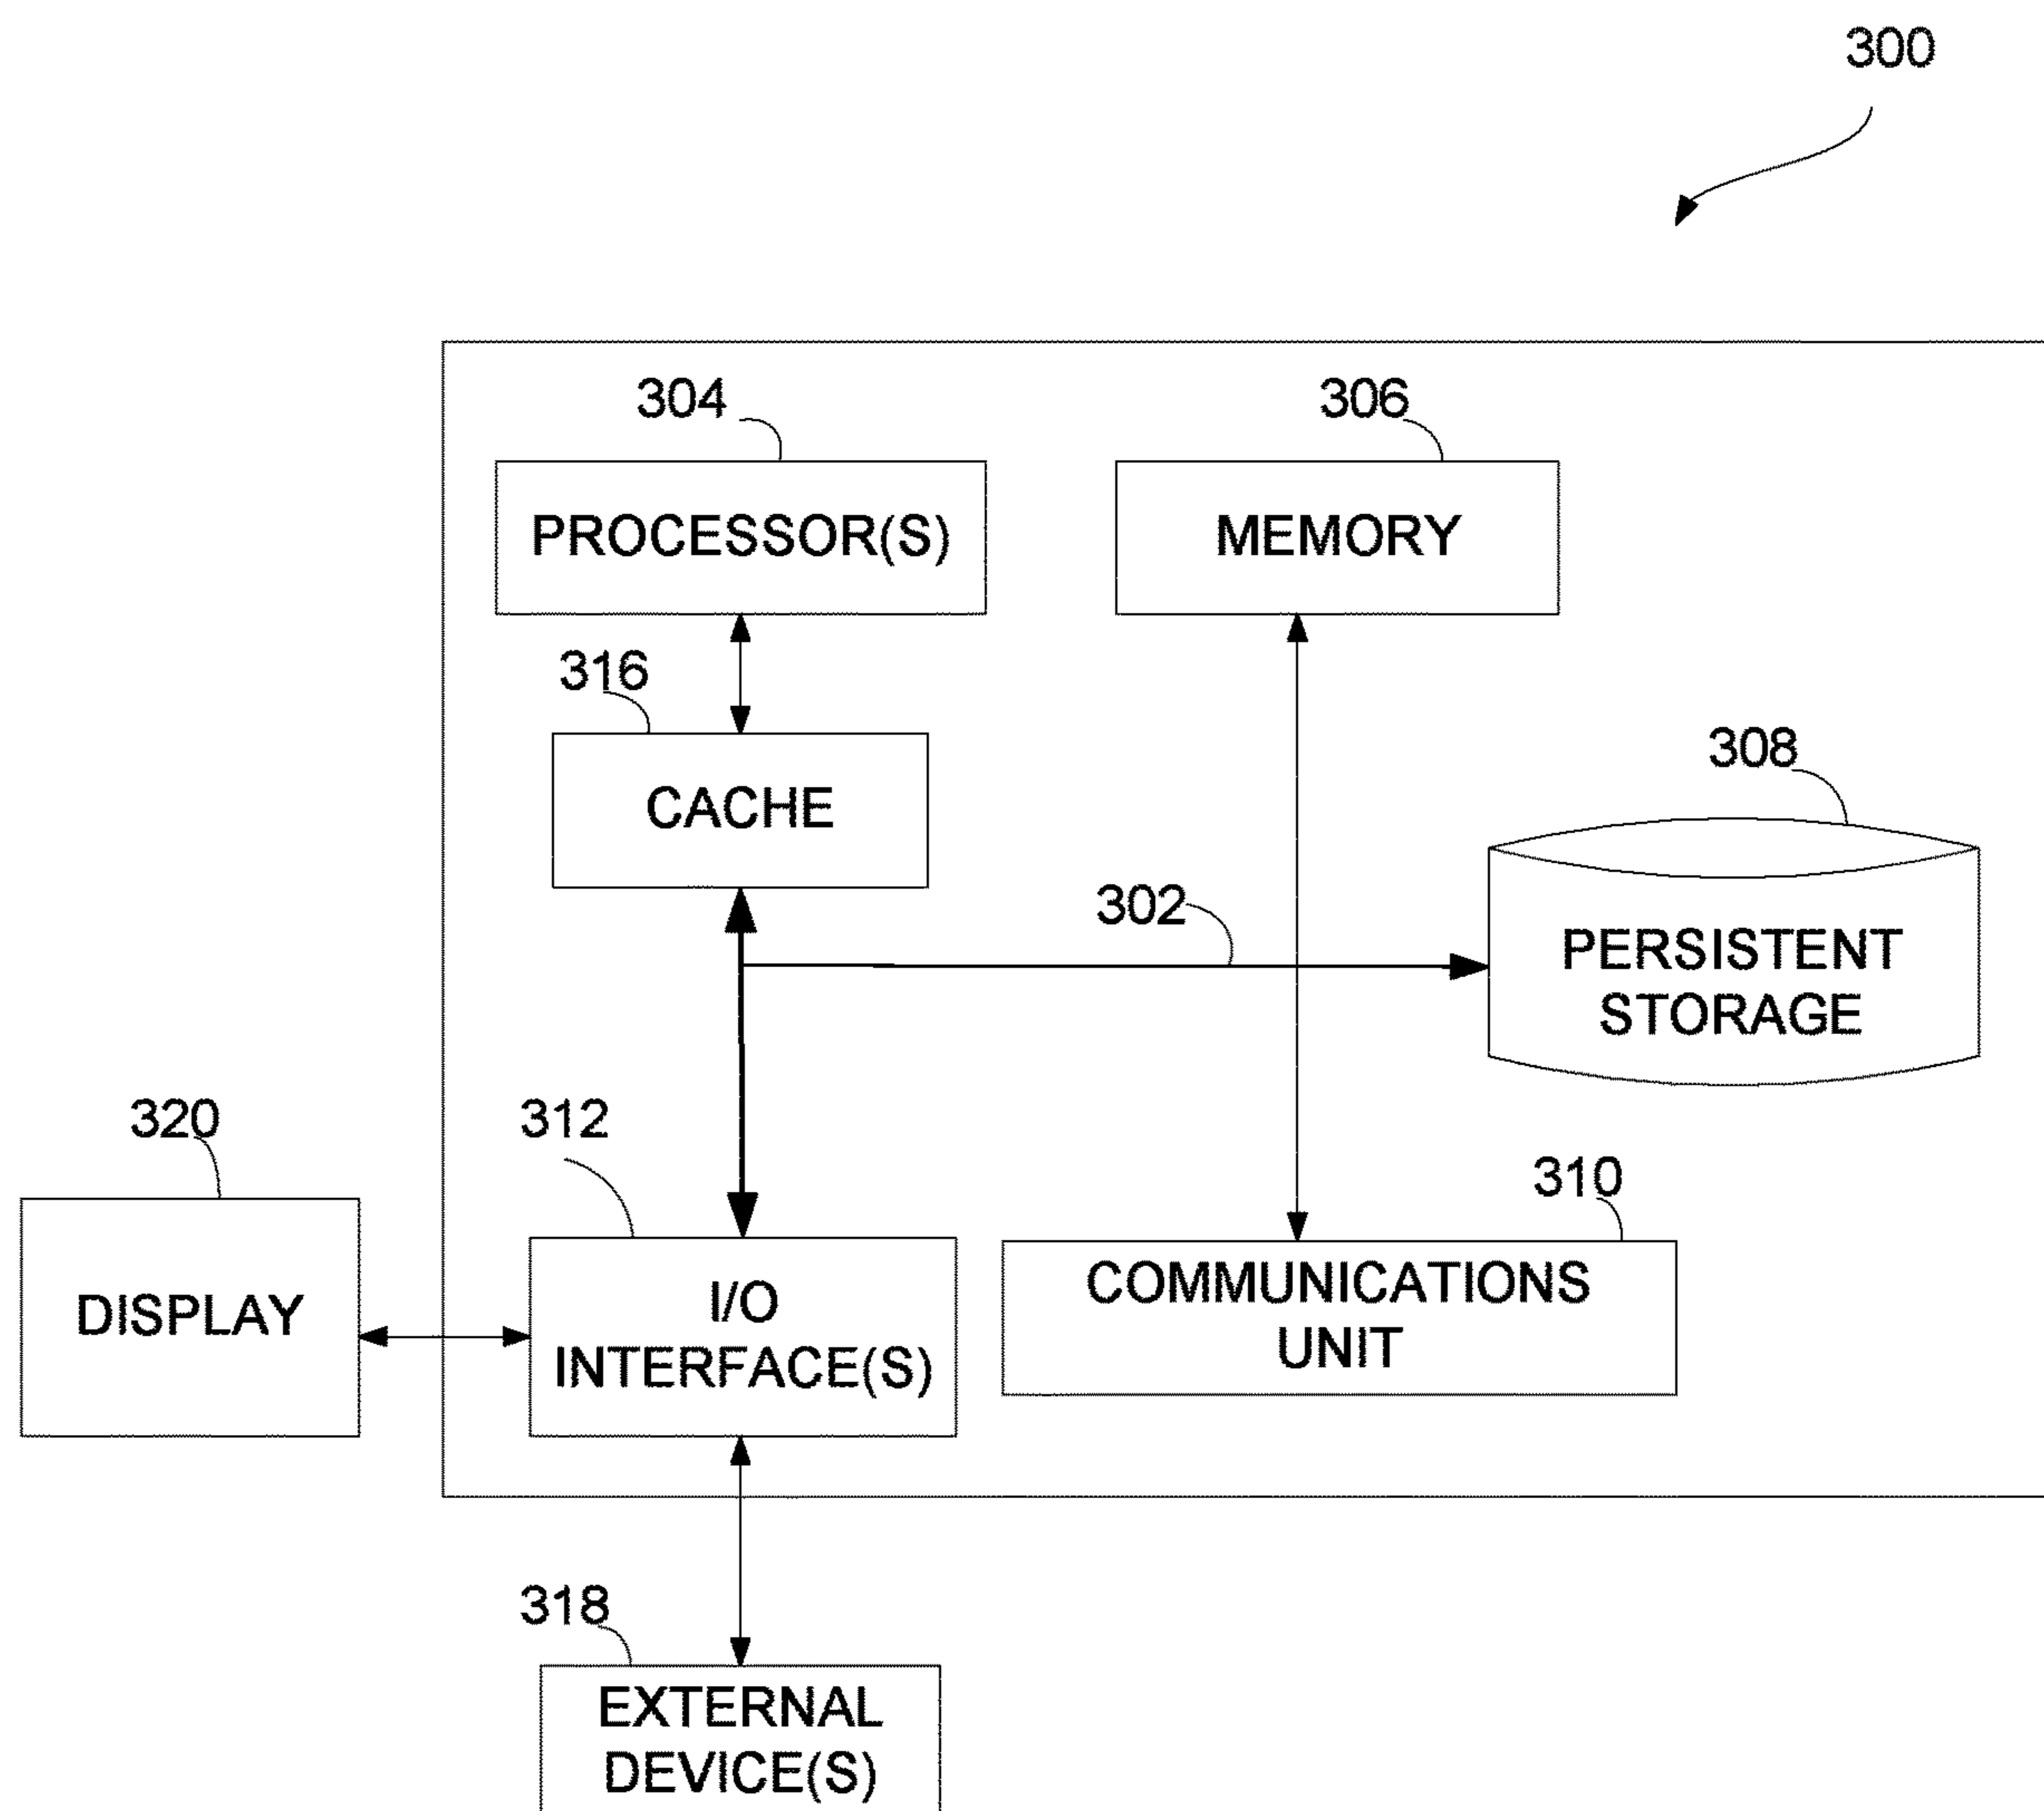 300
304
306
PROCESSOR(S)
MEMORY
316
CACHE
308
302
PERSISTENT
STORAGE
320
312
310
DISPLAY
I/O
INTERFACE(S)
COMMUNICATIONS
UNIT
318
EXTERNAL
DEVICE(S)